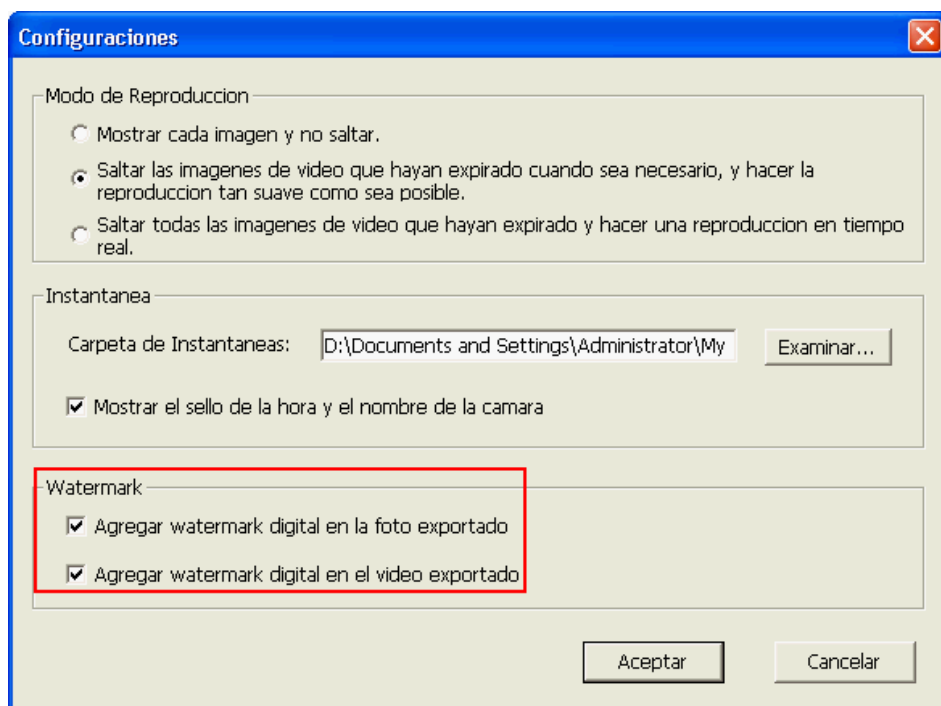 Configuraciones
Modo de Reproduccion
Mostrar cada imagen y no saltar.
Saltar las imagenes de video que hayan expirado cuando sea necesario, y hacer la
reproduccion tan suave como sea posible.
Saltar todas las imagenes de video que hayan expirado y hacer una reproduccion en tiempo
real.
Instantanea
Carpeta de Instantaneas: D:\Documents and Settings\Administrator\My Examinar...
Mostrar el sello de la hora y el nombre de la camara
Watermark
Agregar watermark digital en la foto exportado
Agregar watermark digital en el video exportado
Aceptar Cancelar